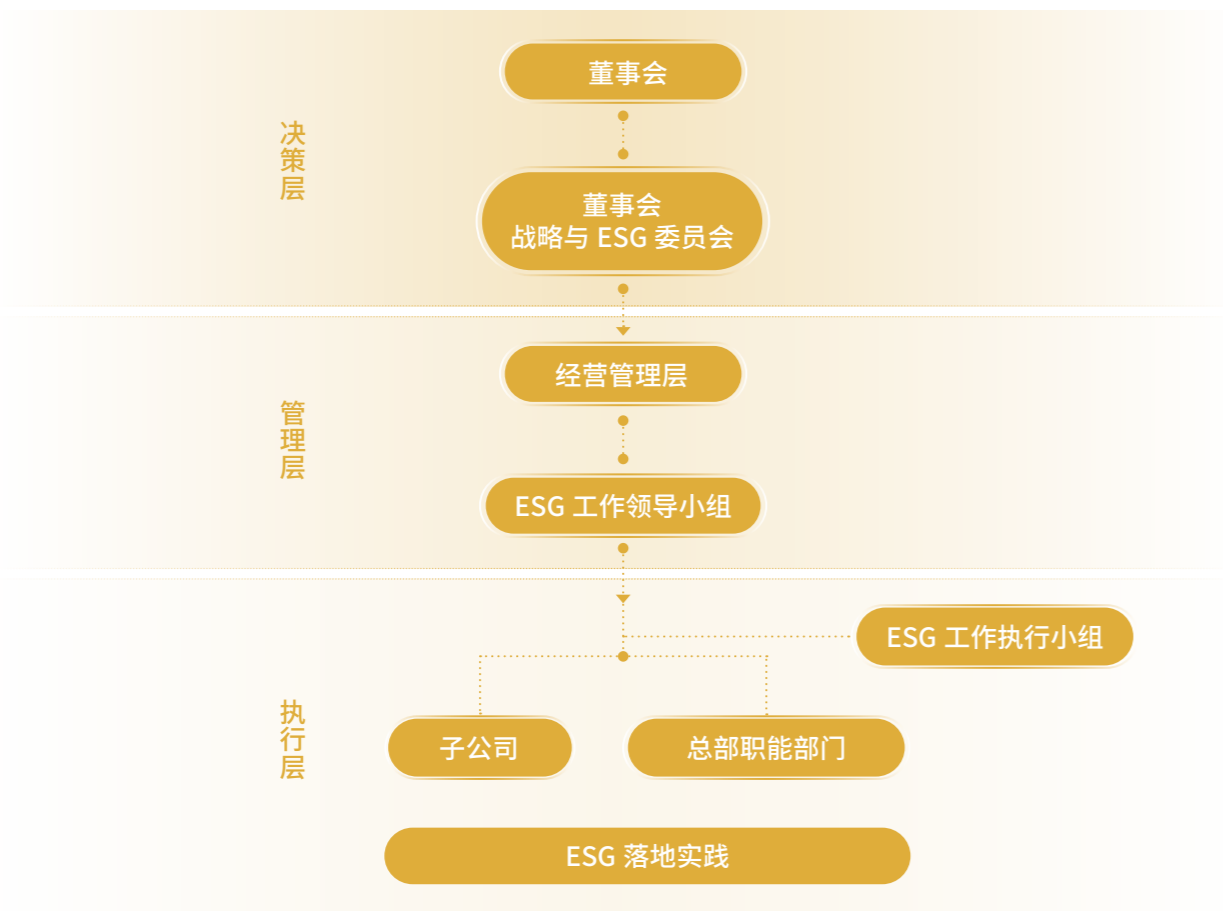 决策层
董事会
董事会
战略与 ESG 委员会
管理层
经营管理层
ESG 工作领导小组
执行层
ESG 工作执行小组
子公司
总部职能部门
ESG 落地实践